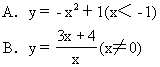 A. y = - x² + 1(x< -1)
B. y = (3x + 4)/x (x≠0)